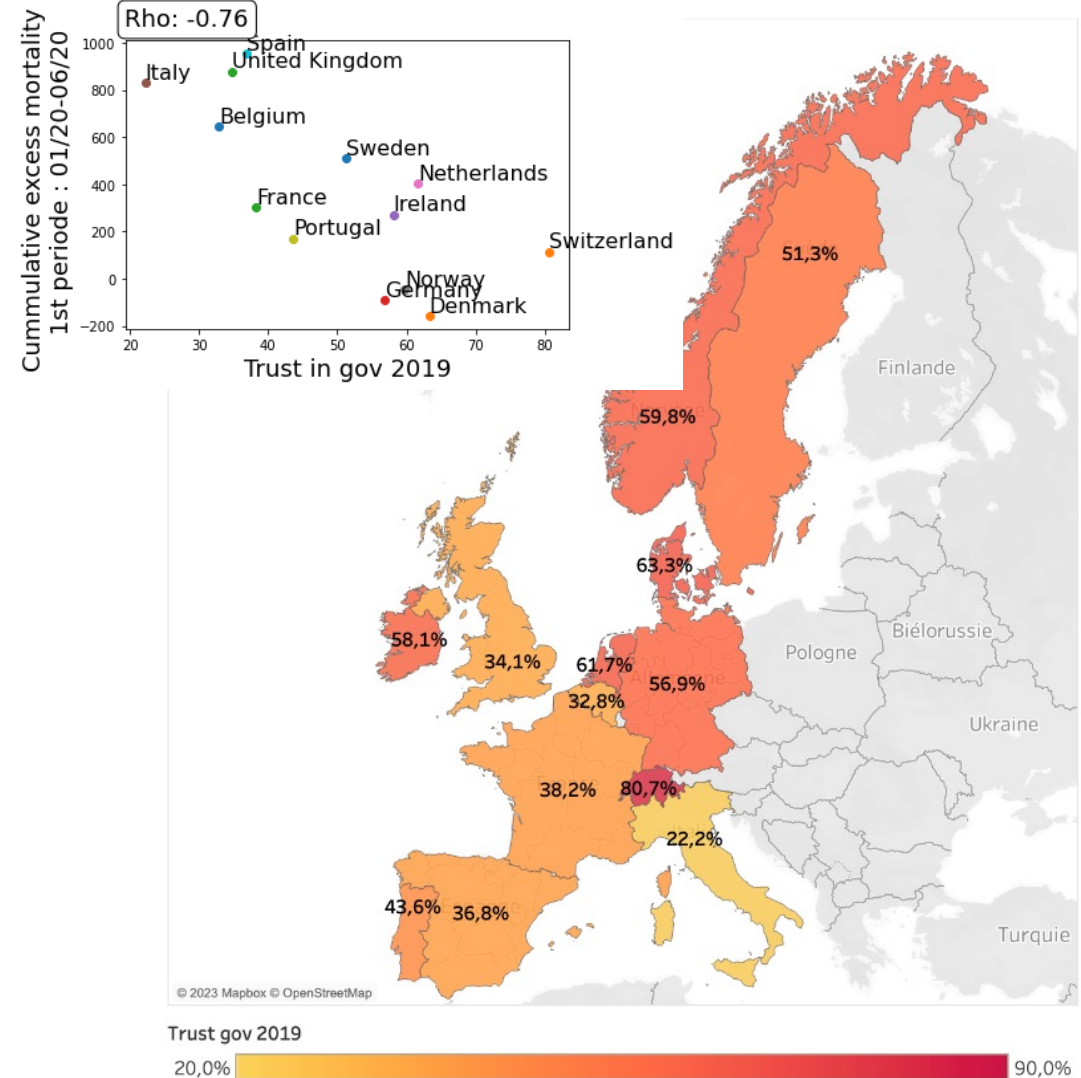 Rho: -0.76
Cummulative excess mortality
1st periode : 01/20-06/20
1000
800
600
400
200
0
−200
Spain
United Kingdom
Italy
Belgium
Sweden
Netherlands
France
Ireland
Portugal
Switzerland
Norway
Germany
Denmark
20
30
40
50
60
70
80
Trust in gov 2019
51,3%
Finlande
59,8%
63,3%
Biélorussie
58,1%
Pologne
34,1%
61,7%
56,9%
32,8%
Ukraine
38,2%
80,7%
22,2%
43,6%
36,8%
Turquie
© 2023 Mapbox © OpenStreetMap
Trust gov 2019
20,0%
90,0%